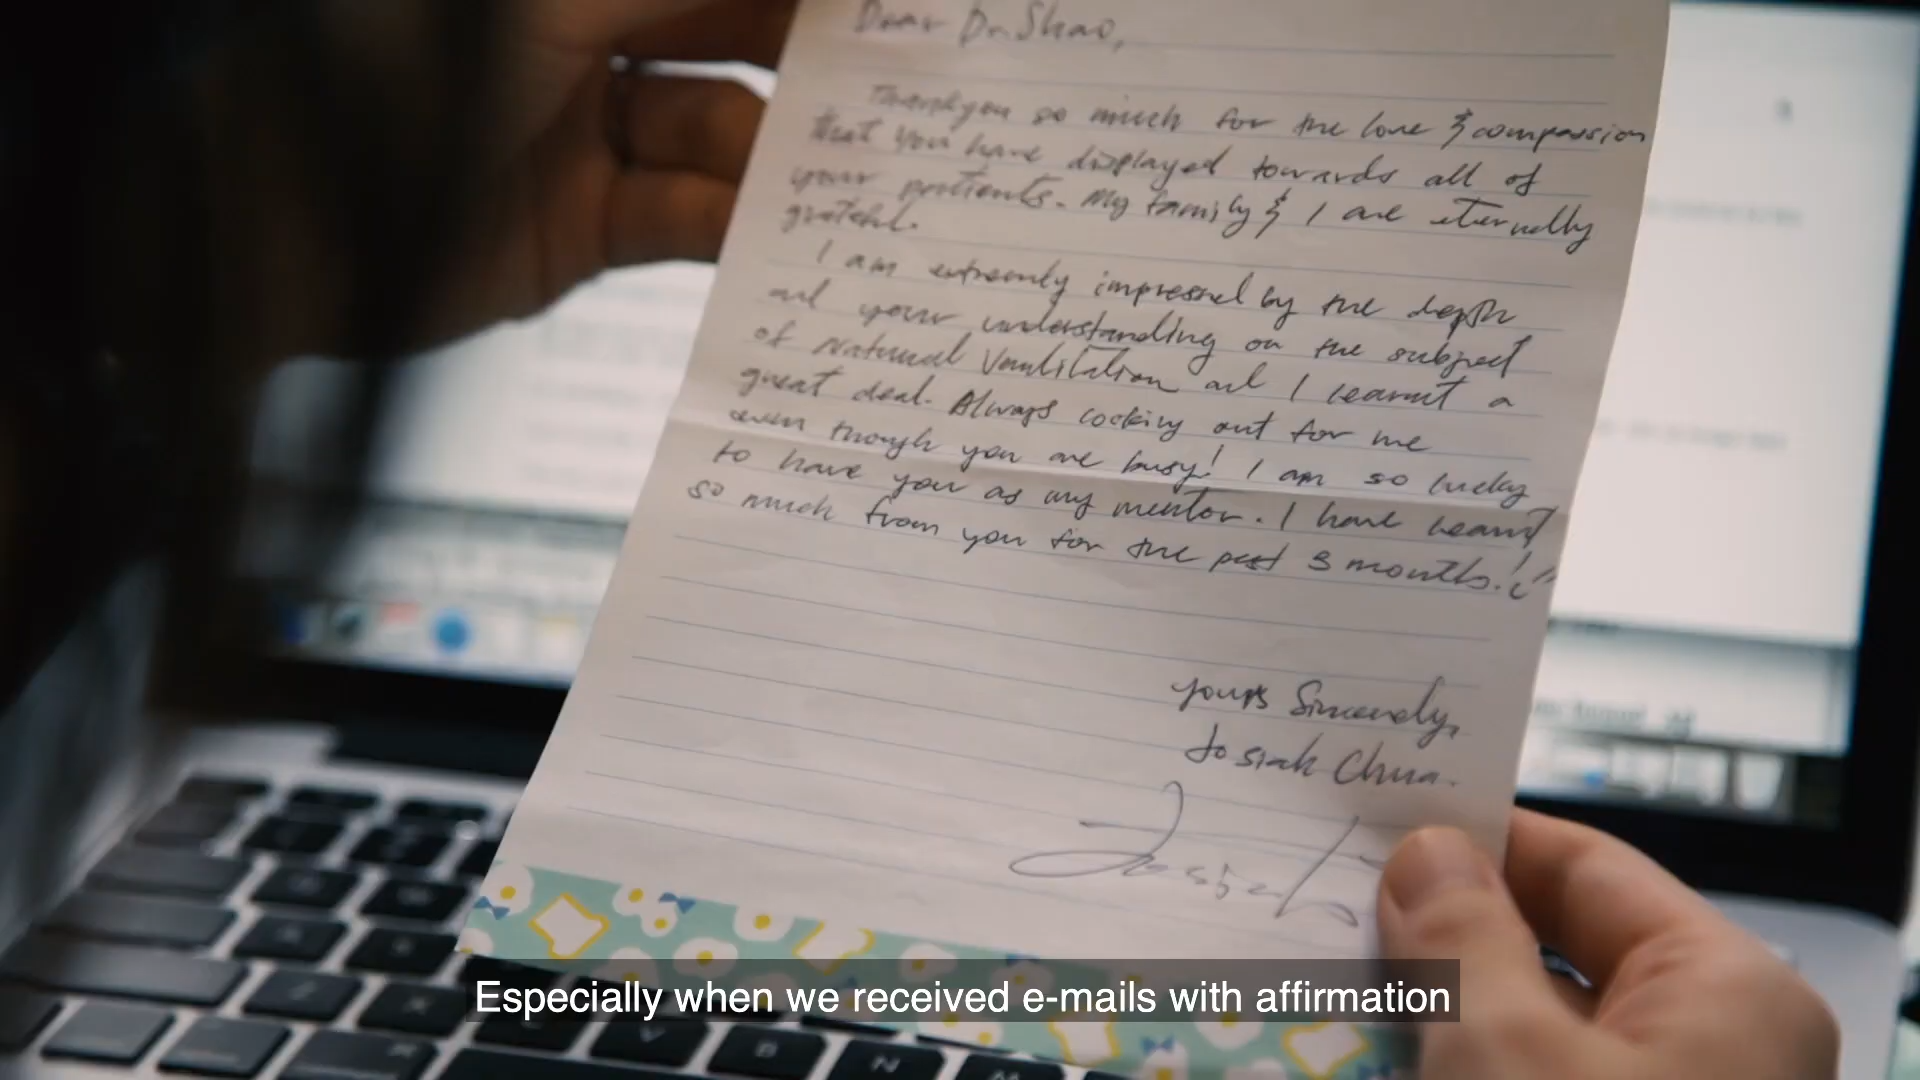 Dear Dr. Shao,
Thankyou so much for the love & compassion
that you have displayed towards all of
your patients. My family & I are eternally
grateful.
I am extremely impressed by the depth
and your understanding on the subject
of Natural Ventilation and I learnt a
great deal. Always looking out for me
even though you are busy! I am so lucky
to have you as my mentor. I have learnt
so much from you for the past 3 months!
Yours Sincerely,
Josiah Chua.
Josiah
Especially when we received e-mails with affirmation